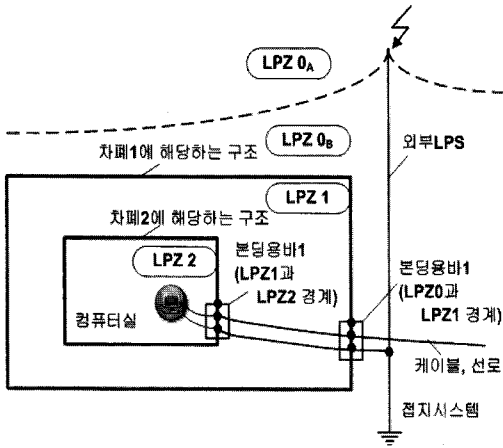 LPZ 0A
LPZ 0B
외부LPS
차폐1에 해당하는 구조
LPZ 1
차폐2에 해당하는 구조
LPZ 2
본딩용바1
(LPZ1과
LPZ2 경계)
본딩용바1
(LPZ0과
LPZ1 경계)
컴퓨터실
케이블, 선로
접지시스템